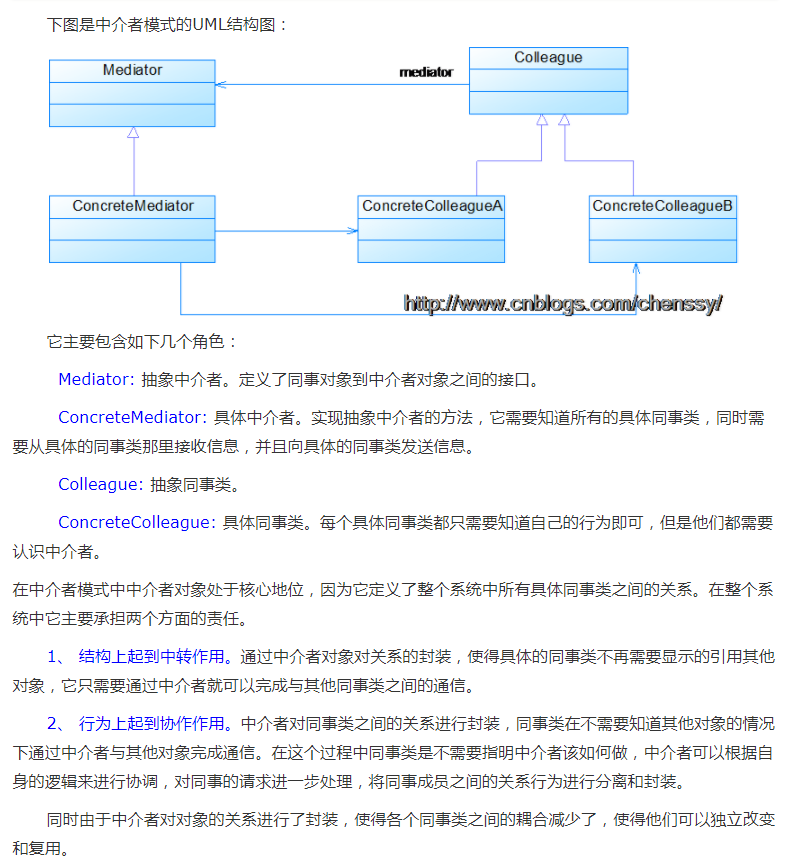 下图是中介者模式的UML结构图：
Mediator
mediator
Colleague
ConcreteMediator
ConcreteColleagueA
ConcreteColleagueB
http://www.cnblogs.com/chenssy/
它主要包含如下几个角色：
Mediator: 抽象中介者。定义了同事对象到中介者对象之间的接口。
ConcreteMediator: 具体中介者。实现抽象中介者的方法，它需要知道所有的具体同事类，同时需
要从具体的同事类那里接收信息，并且向具体的同事类发送信息。
Colleague: 抽象同事类。
ConcreteColleague: 具体同事类。每个具体同事类都只需要知道自己的行为即可，但是他们都需要
认识中介者。
在中介者模式中中介者对象处于核心地位，因为它定义了整个系统中所有具体同事类之间的关系。在整个系
统中它主要承担两个方面的责任。
1、 结构上起到中转作用。通过中介者对象对关系的封装，使得具体的同事类不再需要显示的引用其他
对象，它只需要通过中介者就可以完成与其他同事类之间的通信。
2、 行为上起到协作作用。中介者对同事类之间的关系进行封装，同事类在不需要知道其他对象的情况
下通过中介者与其他对象完成通信。在这个过程中同事类是不需要指明中介者该如何做，中介者可以根据自
身的逻辑来进行协调，对同事的请求进一步处理，将同事成员之间的关系行为进行分离和封装。
同时由于中介者对对象的关系进行了封装，使得各个同事类之间的耦合减少了，使得他们可以独立改变
和复用。